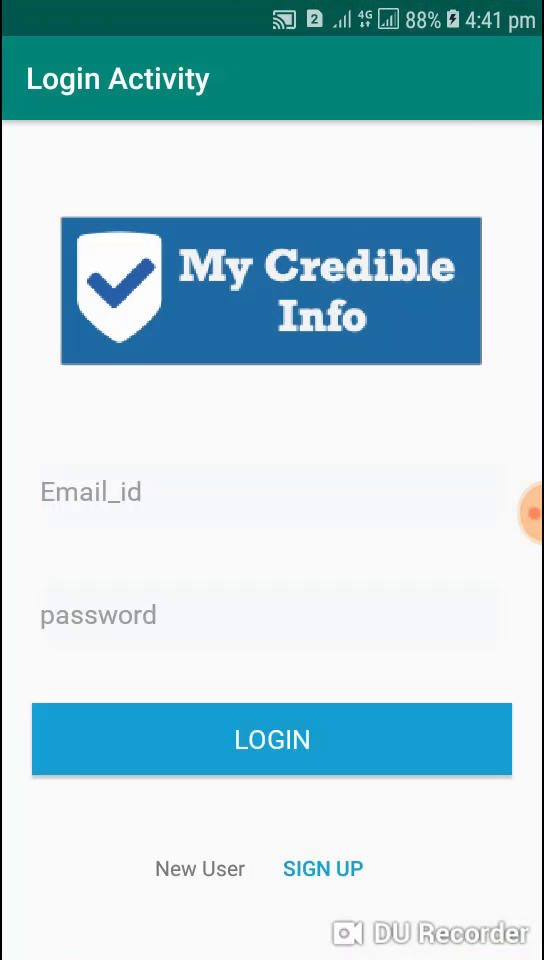 2 4G 88% 4:41 pm
Login Activity
My Credible
Info
Email_id
password
LOGIN
New User SIGN UP
DU Recorder